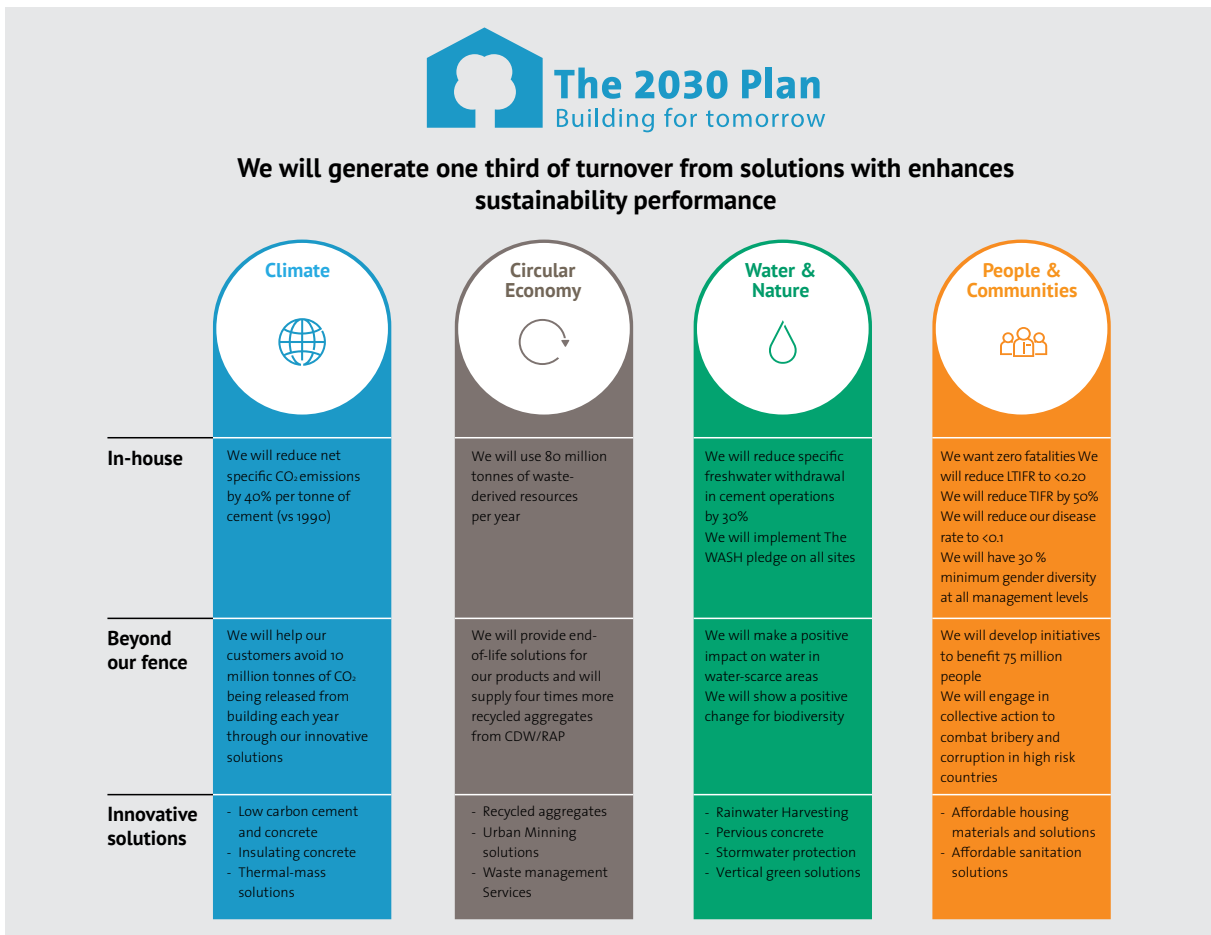 The 2030 Plan
Building for tomorrow
We will generate one third of turnover from solutions with enhances
sustainability performance
Climate
Circular
Economy
Water &
Nature
People &
Communities
In-house
We will reduce net
specific CO₂ emissions
by 40% per tonne of
cement (vs 1990)
We will use 80 million
tonnes of waste-
derived resources
per year
We will reduce specific
freshwater withdrawal
in cement operations
by 30%
We will implement The
WASH pledge on all sites
We want zero fatalities We
will reduce LTIFR to <0.20
We will reduce TIFR by 50%
We will reduce our disease
rate to <0.1
We will have 30 %
minimum gender diversity
at all management levels
Beyond
our fence
We will help our
customers avoid 10
million tonnes of CO₂
being released from
building each year
through our innovative
solutions
We will provide end-
of-life solutions for
our products and will
supply four times more
recycled aggregates
from CDW/RAP
We will make a positive
impact on water in
water-scarce areas
We will show a positive
change for biodiversity
We will develop initiatives
to benefit 75 million
people
We will engage in
collective action to
combat bribery and
corruption in high risk
countries
Innovative
solutions
- Low carbon cement
and concrete
- Insulating concrete
- Thermal-mass
solutions
- Recycled aggregates
- Urban Minning
solutions
- Waste management
Services
- Rainwater Harvesting
- Pervious concrete
- Stormwater protection
- Vertical green solutions
- Affordable housing
materials and solutions
- Affordable sanitation
solutions